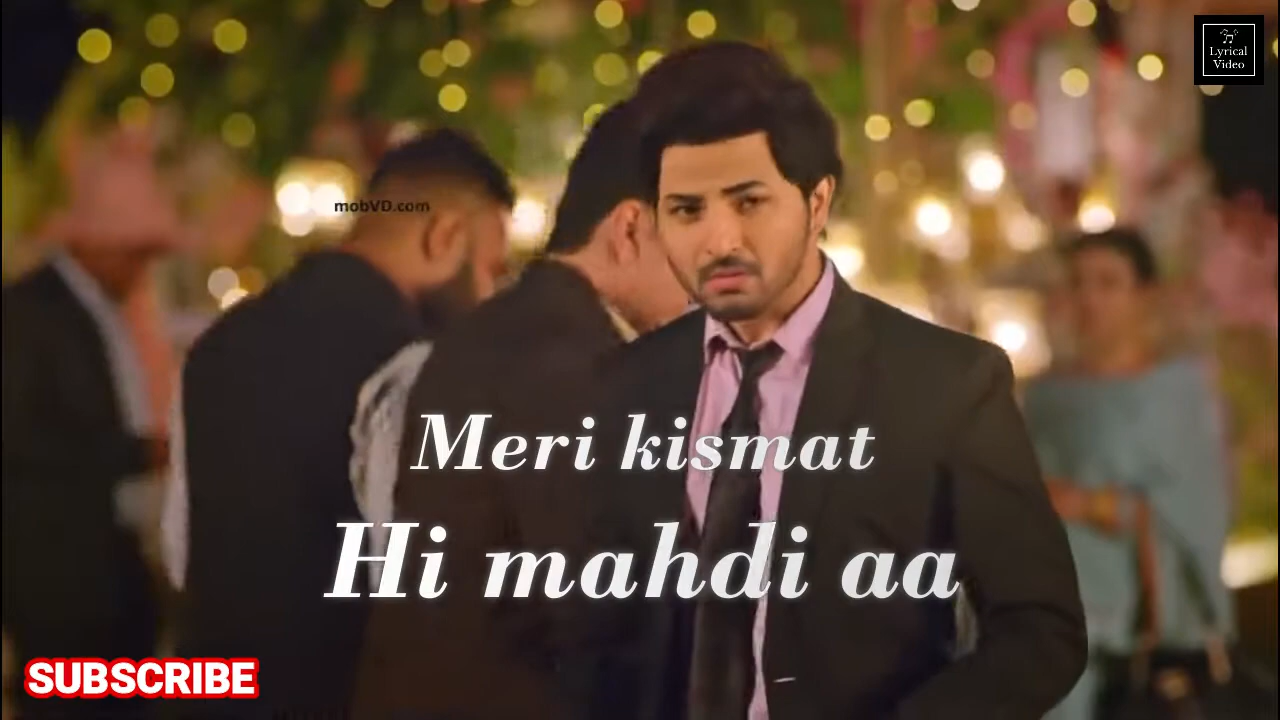 Lyrical
Video
mobVD.com
Meri kismat
Hi mahdi aa
SUBSCRIBE